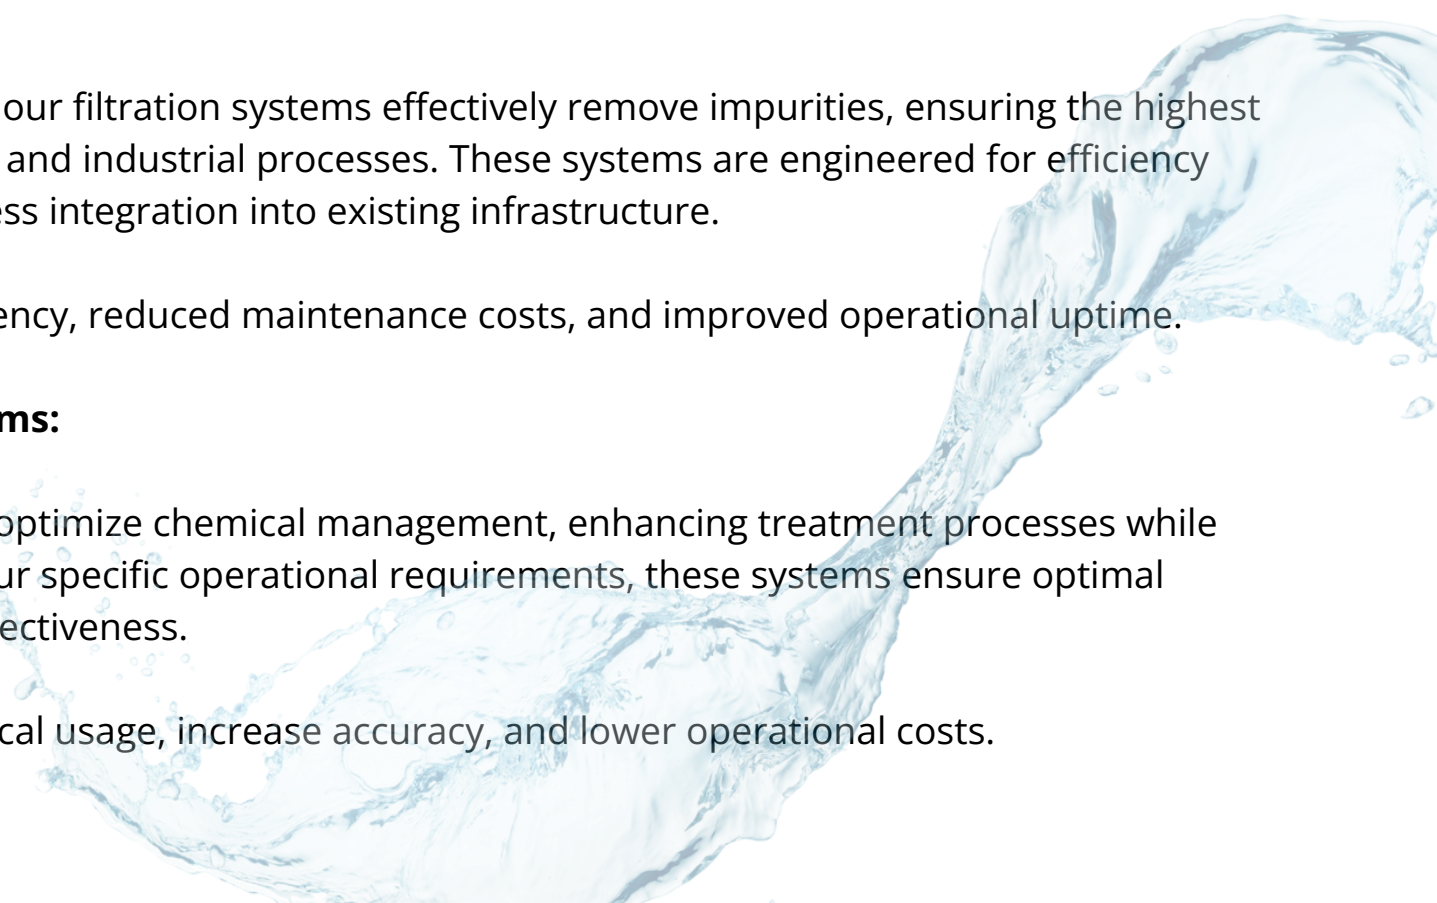 our filtration systems effectively remove impurities, ensuring the highest
and industrial processes. These systems are engineered for efficiency
ess integration into existing infrastructure.
ency, reduced maintenance costs, and improved operational uptime.
ms:
optimize chemical management, enhancing treatment processes while
ur specific operational requirements, these systems ensure optimal
ectiveness.
cal usage, increase accuracy, and lower operational costs.